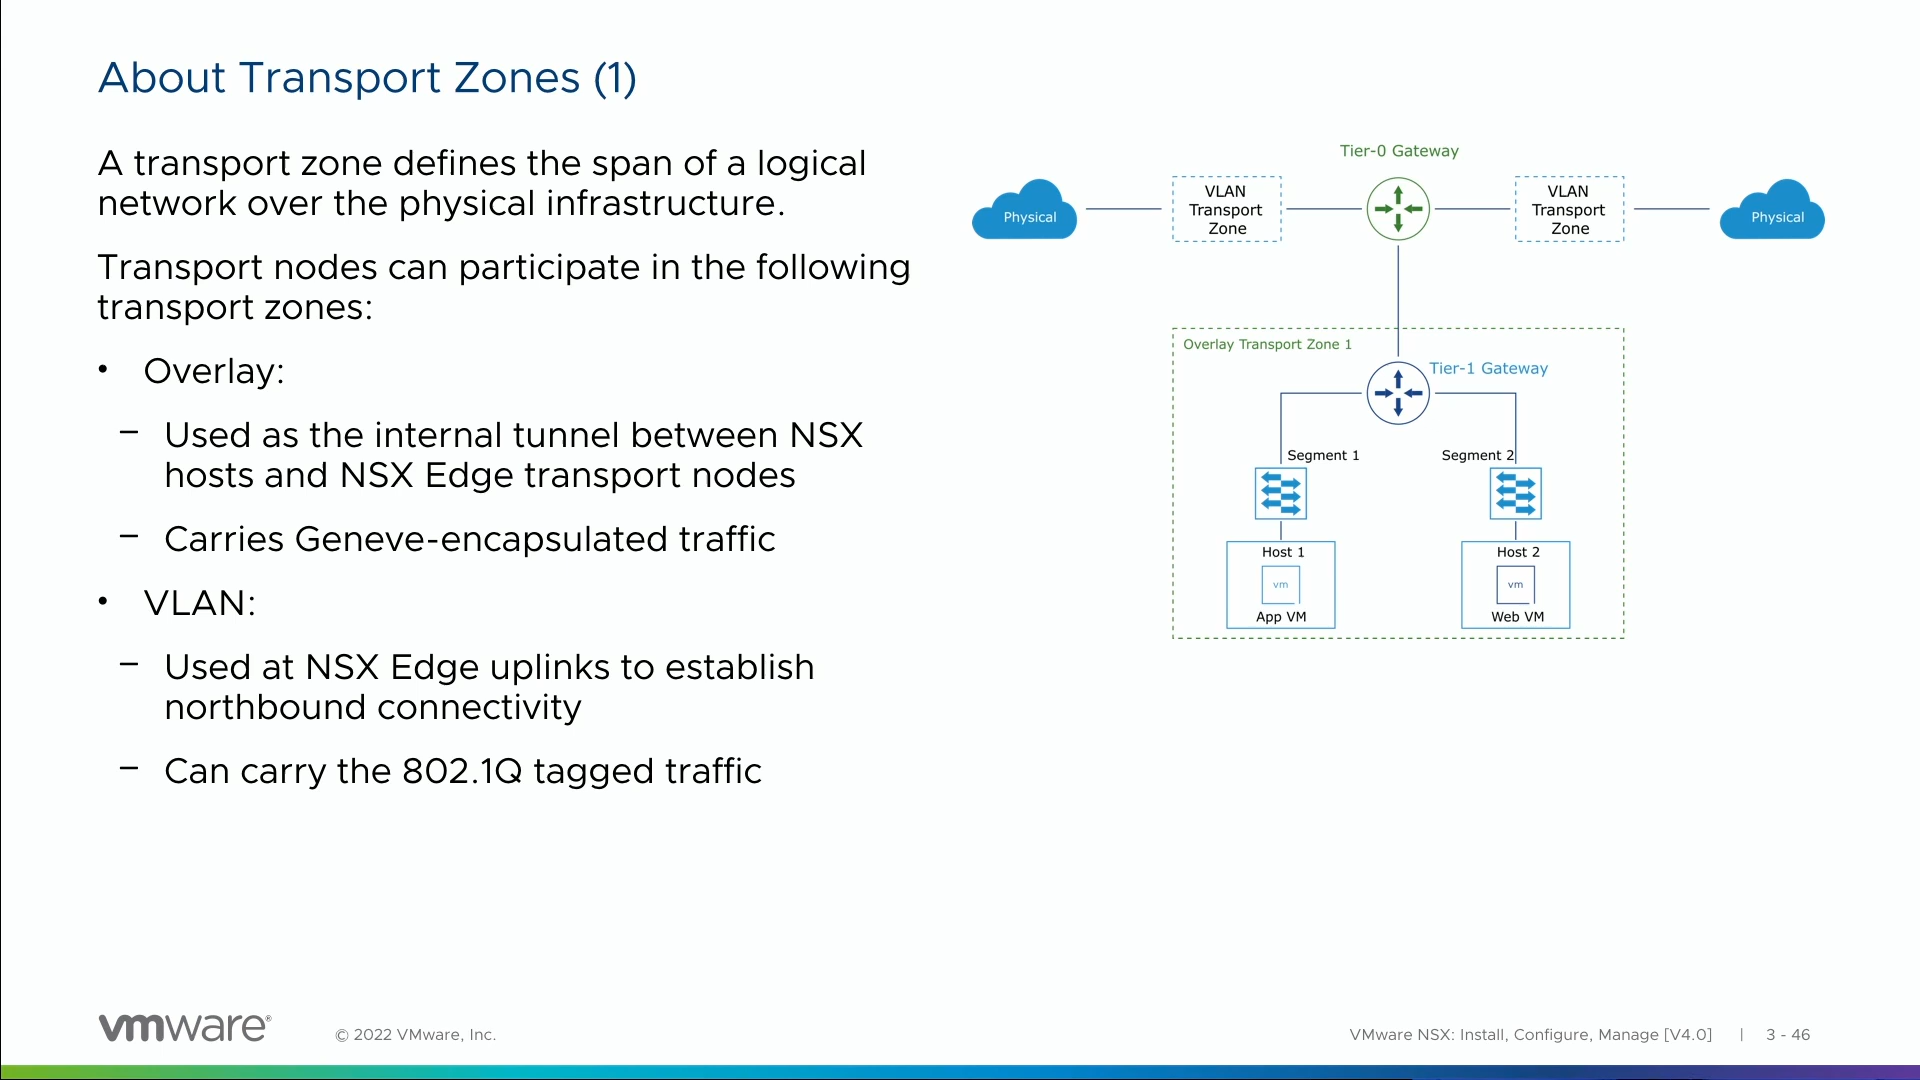 About Transport Zones (1)
A transport zone defines the span of a logical
network over the physical infrastructure.
Transport nodes can participate in the following
transport zones:
• Overlay:
– Used as the internal tunnel between NSX
hosts and NSX Edge transport nodes
– Carries Geneve-encapsulated traffic
• VLAN:
– Used at NSX Edge uplinks to establish
northbound connectivity
– Can carry the 802.1Q tagged traffic
Tier-0 Gateway
Physical
VLAN
Transport
Zone
VLAN
Transport
Zone
Physical
Overlay Transport Zone 1
Tier-1 Gateway
Segment 1
Segment 2
Host 1
vm
App VM
Host 2
vm
Web VM
vmware®
© 2022 VMware, Inc.
VMware NSX: Install, Configure, Manage [V4.0] | 3 - 46